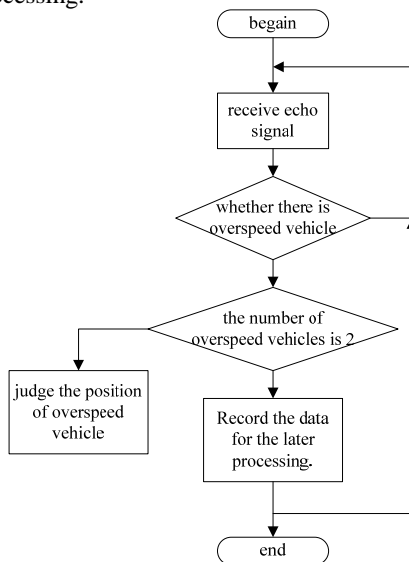 begain
receive echo
signal
whether there is
overspeed vehicle
the number of
overspeed vehicles is 2
judge the position
of overspeed
vehicle
Record the data
for the later
processing.
end